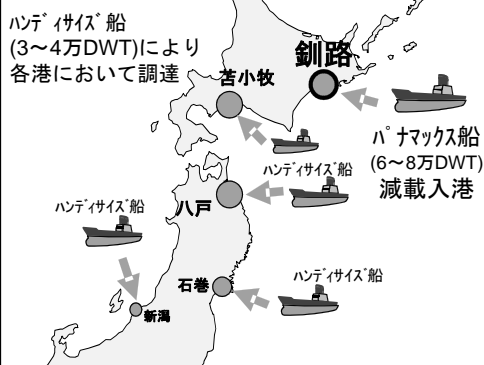 ﾊﾝﾃﾞｨｻｲｽﾞ船
(3～4万DWT)により
各港において調達
釧路
苫小牧
ﾊﾟﾅﾏｯｸｽ船
(6～8万DWT)
減載入港
ﾊﾝﾃﾞｨｻｲｽﾞ船
八戸
ﾊﾝﾃﾞｨｻｲｽﾞ船
石巻
ﾊﾝﾃﾞｨｻｲｽﾞ船
新潟